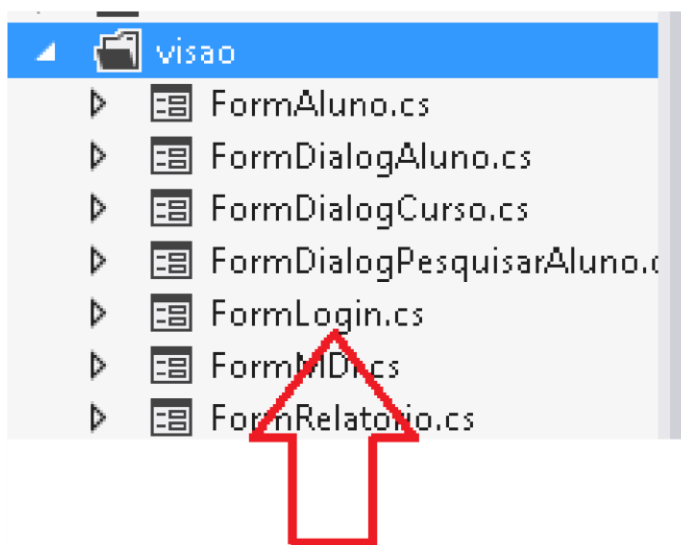 visao
FormAluno.cs
FormDialogAluno.cs
FormDialogCurso.cs
FormDialogPesquisarAluno.c
FormLogin.cs
FormMDI.cs
FormRelatorio.cs